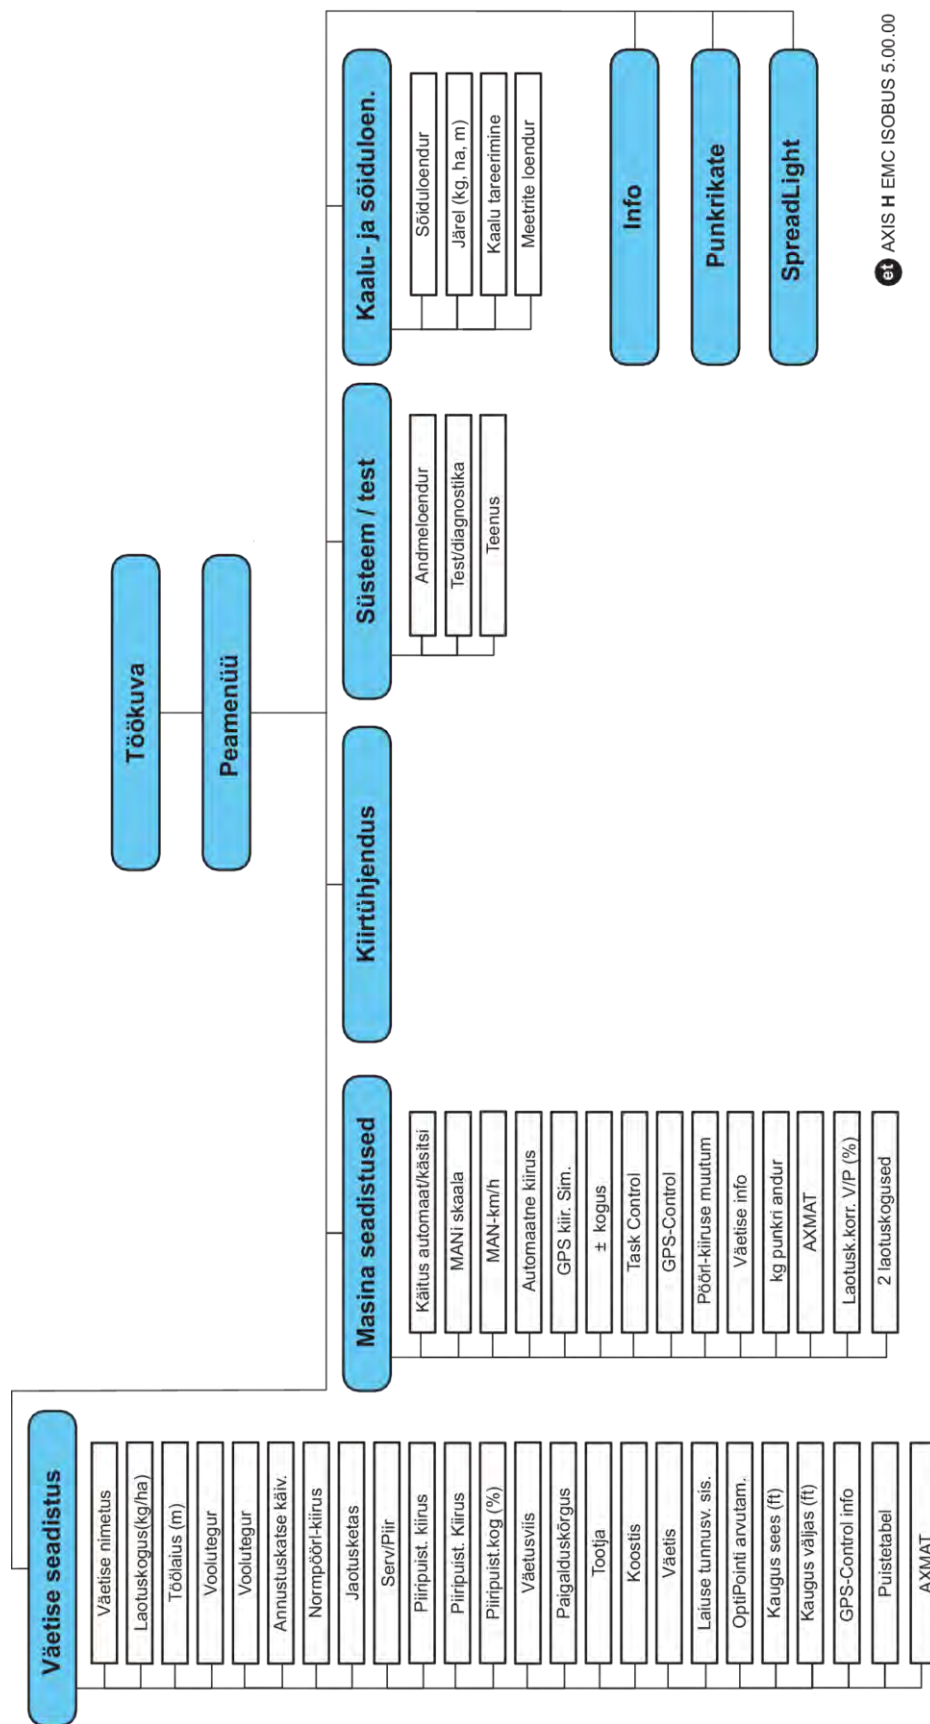 Töökuva
Peamenüü
Väetise seadistus
Väetise nimetus
Laotuskogus(kg/ha)
Tööaius (m)
Voolutegur
Voolutegur
Annustuskatse käiv.
Normpöörl-kiirus
Jaotusketas
Serv/Piir
Piiripuist. kiirus
Piiripuist. Kiirus
Piiripuist.kog (%)
Väetusviis
Paigalduskõrgus
Tootja
Koostis
Väetis
Laiuse tunnusv. sis.
OptiPointi arvutam.
Kaugus sees (ft)
Kaugus väljas (ft)
GPS-Control info
Puistetabel
AXMAT
Masina seadistused
Käitus automaat/käsitsi
MANi skaala
MAN-km/h
Automaatne kiirus
GPS kiir. Sim.
± kogus
Task Control
GPS-Control
Pöörl-kiiruse muutum
Väetise info
kg punkri andur
AXMAT
Laotusk.korr. V/P (%)
2 laotuskogused
Kiirtühjendus
Süsteem / test
Andmeloendur
Test/diagnostika
Teenus
Kaalu- ja sõiduloen.
Sõiduloendur
Järel (kg, ha, m)
Kaalu tareerimine
Meetrite loendur
Info
Punkrikate
SpreadLight
et AXIS H EMC ISOBUS 5.00.00